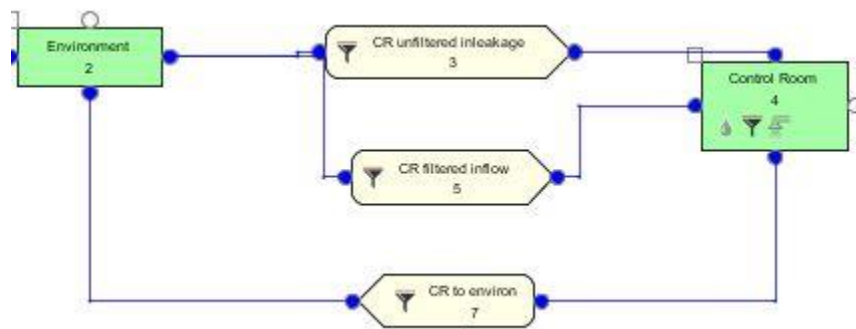 Environment
2
CR unfiltered inleakage
3
Control Room
4
CR filtered inflow
5
CR to environ
7